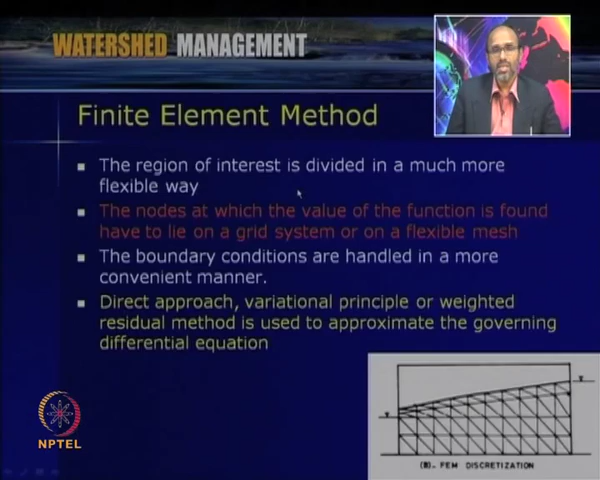 WATERSHED MANAGEMENT
Finite Element Method
The region of interest is divided in a much more
flexible way
The nodes at which the value of the function is found
have to lie on a grid system or on a flexible mesh
The boundary conditions are handled in a more
convenient manner.
Direct approach, variational principle or weighted
residual method is used to approximate the governing
differential equation
NPTEL
(B)- FEM DISCRETIZATION